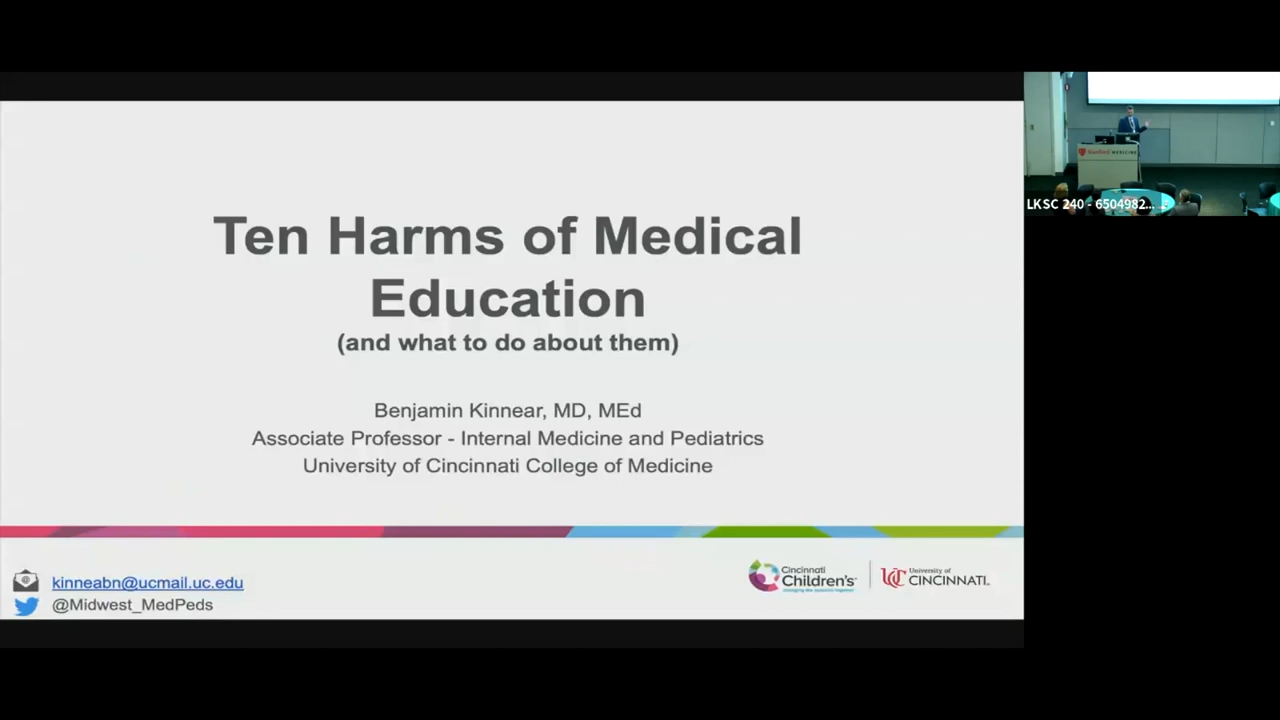 Ten Harms of Medical
Education
(and what to do about them)
Benjamin Kinnear, MD, MEd
Associate Professor - Internal Medicine and Pediatrics
University of Cincinnati College of Medicine
kinneabn@ucmail.uc.edu
@Midwest_MedPeds
Cincinnati
Children's
University of
CINCINNATI
Stanford MEDICINE
LKSC 240 - 6504982...